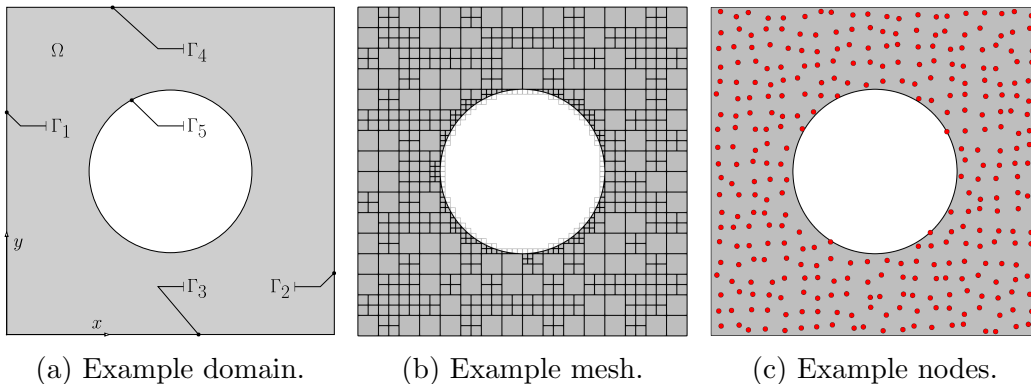 Ω
Γ4
Γ1
Γ5
y
Γ3
Γ2
x
(a) Example domain.
(b) Example mesh.
(c) Example nodes.